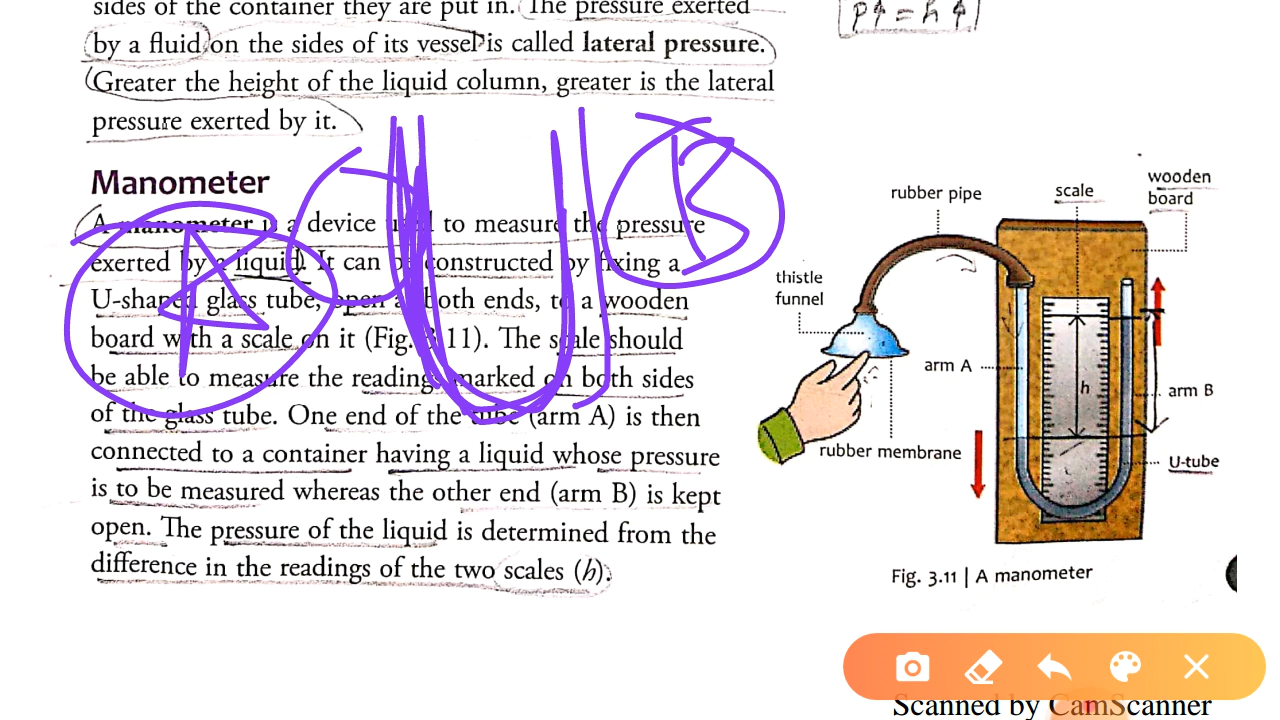 sides of the container they are put in. The pressure exerted
by a fluid on the sides of its vessel is called lateral pressure.
Greater the height of the liquid column, greater is the lateral
pressure exerted by it.
P↑ = h↑
Manometer
A manometer is a device used to measure the pressure
exerted by a liquid. It can be constructed by fixing a
U-shaped glass tube, open at both ends, to a wooden
board with a scale on it (Fig. 3.11). The scale should
be able to measure the readings marked on both sides
of the glass tube. One end of the tube (arm A) is then
connected to a container having a liquid whose pressure
is to be measured whereas the other end (arm B) is kept
open. The pressure of the liquid is determined from the
difference in the readings of the two scales (h).
A
B
rubber pipe
scale
wooden
board
thistle
funnel
arm A
h
arm B
rubber membrane
U-tube
Fig. 3.11 | A manometer
Scanned by CamScanner